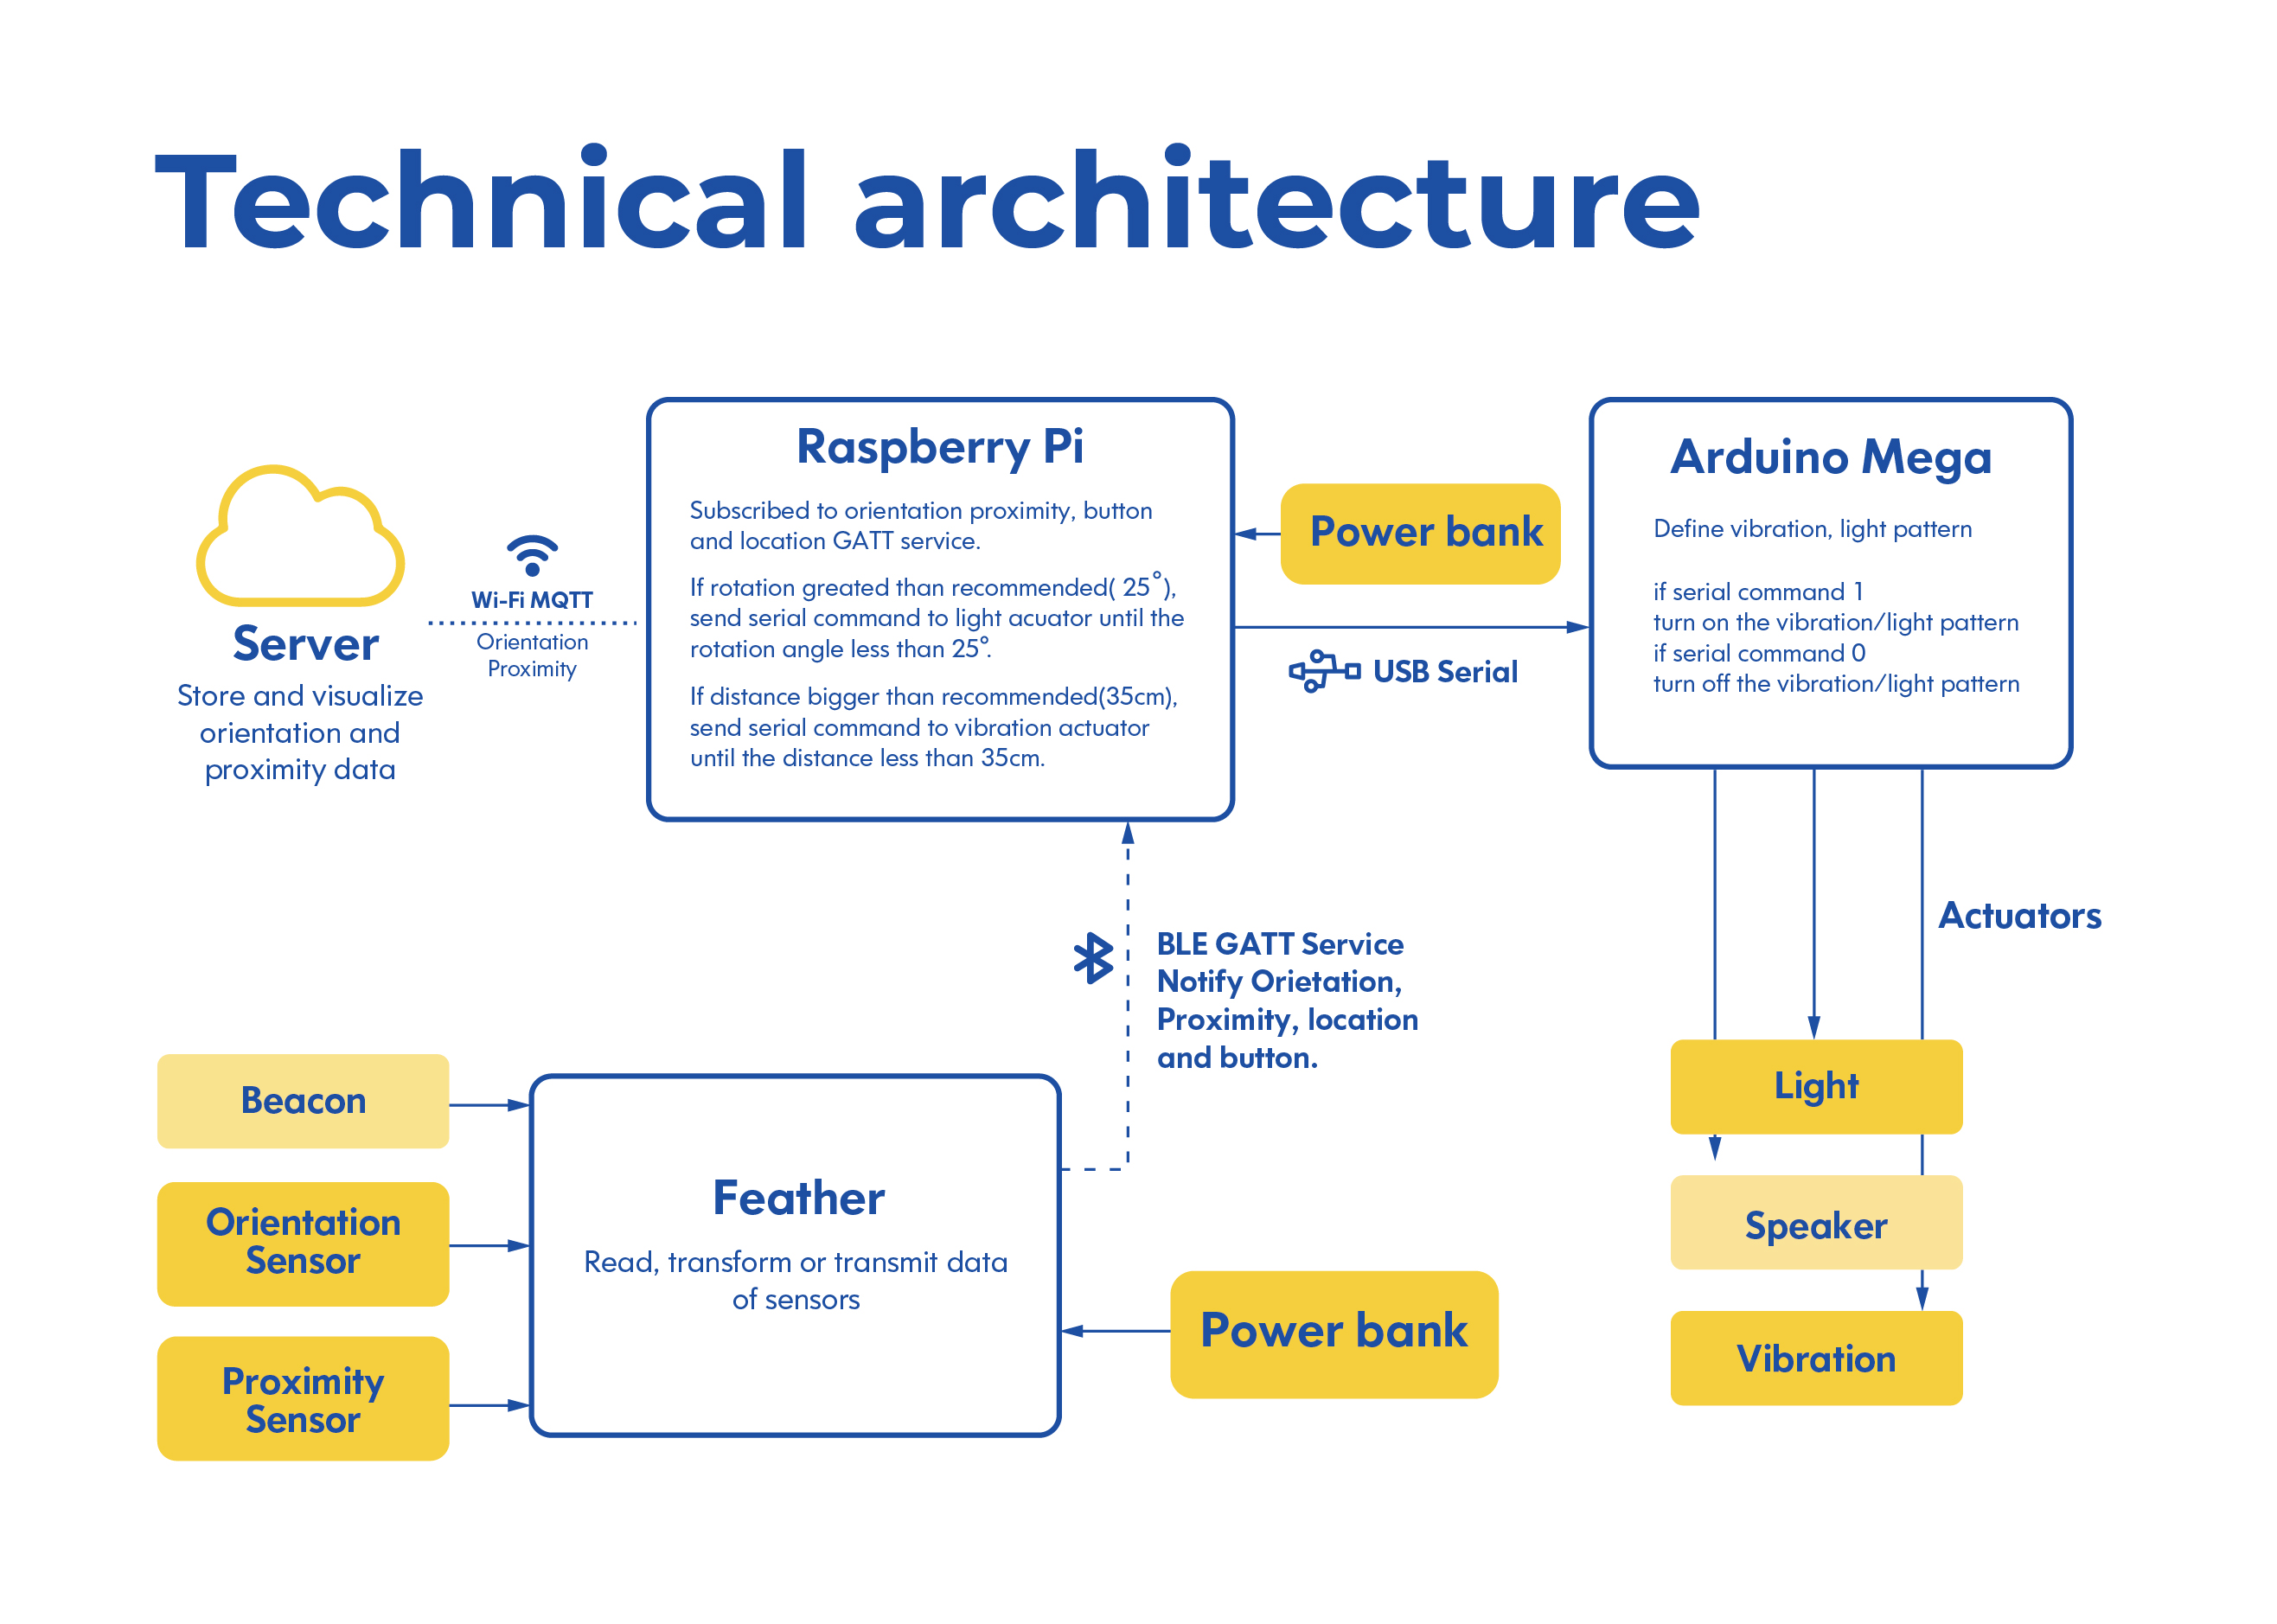 Technical architecture
Server
Store and visualize
orientation and
proximity data
Wi-Fi MQTT
Orientation
Proximity
Raspberry Pi
Subscribed to orientation proximity, button
and location GATT service.
If rotation greated than recommended( 25°),
send serial command to light acuator until the
rotation angle less than 25°.
If distance bigger than recommended(35cm),
send serial command to vibration actuator
until the distance less than 35cm.
Power bank
USB Serial
Arduino Mega
Define vibration, light pattern
if serial command 1
turn on the vibration/light pattern
if serial command 0
turn off the vibration/light pattern
Actuators
BLE GATT Service
Notify Orietation,
Proximity, location
and button.
Beacon
Orientation
Sensor
Proximity
Sensor
Feather
Read, transform or transmit data
of sensors
Power bank
Light
Speaker
Vibration